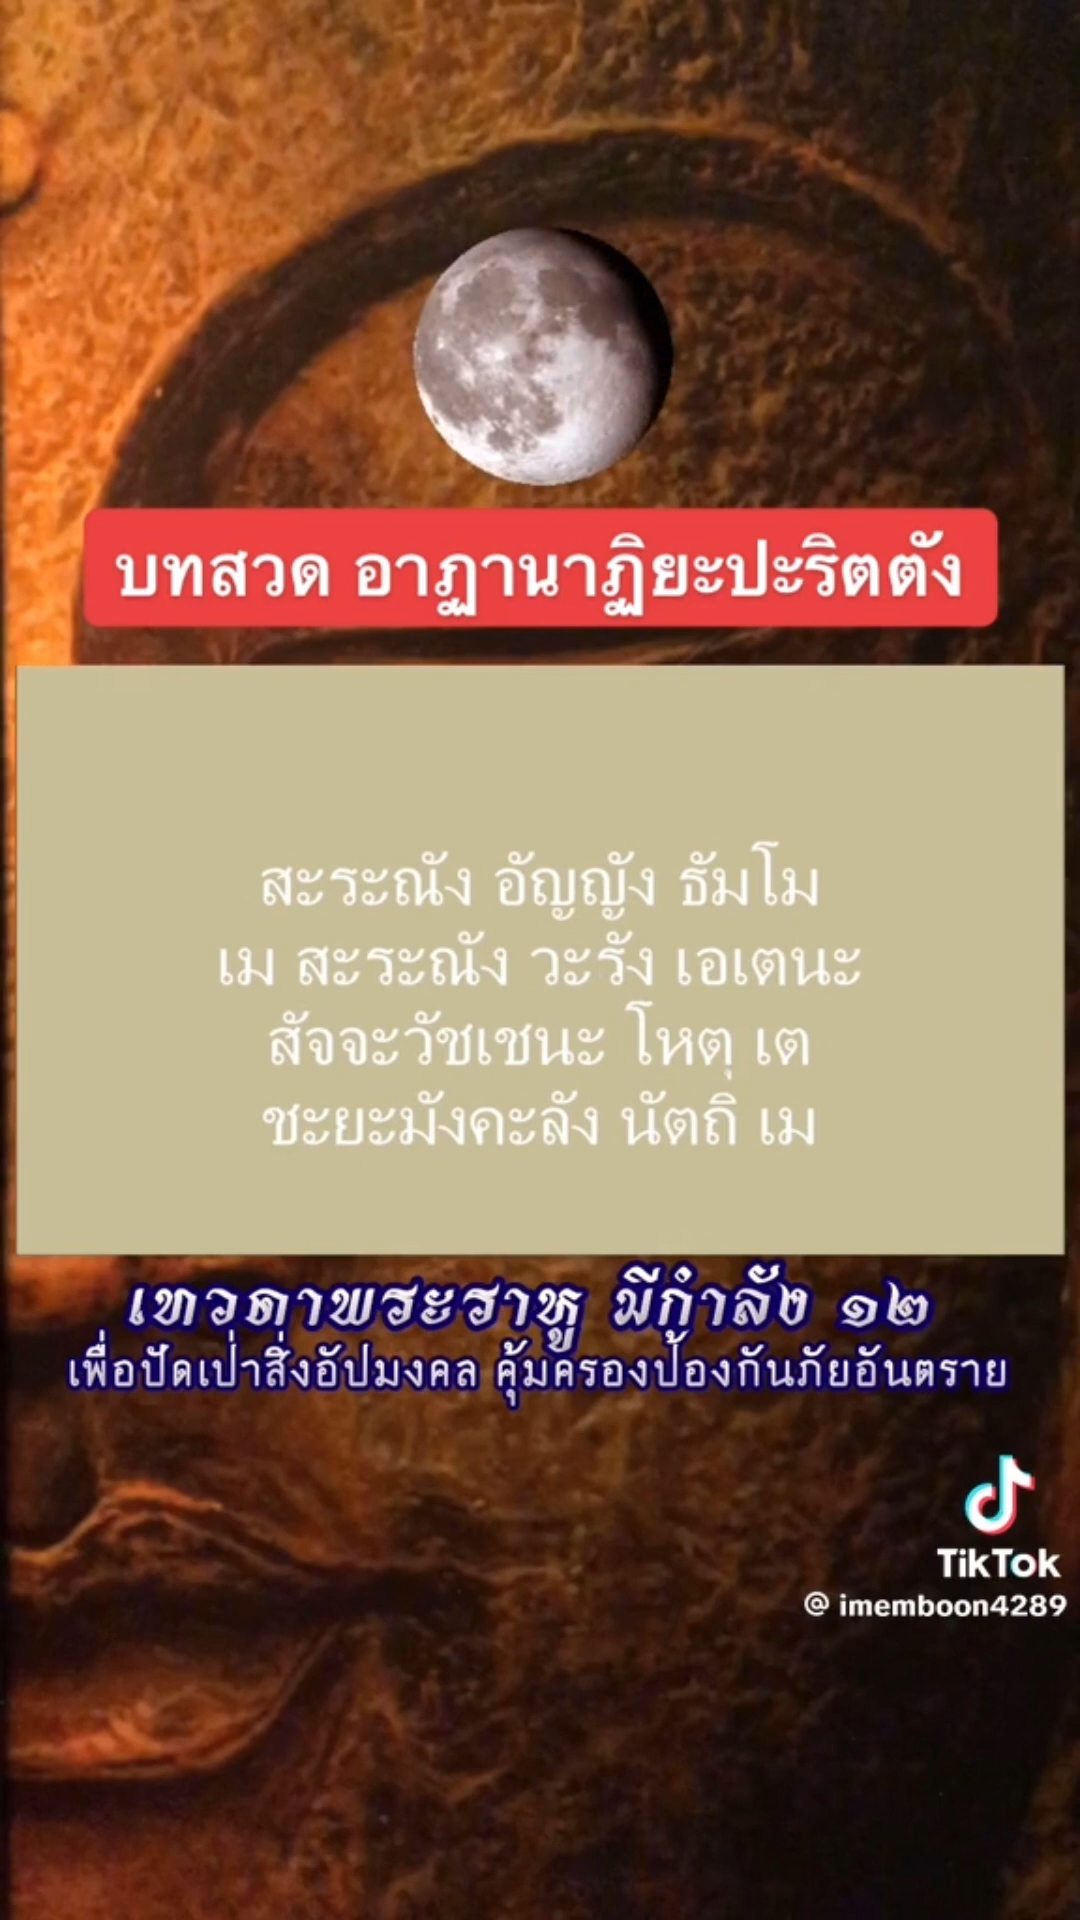 บทสวด อาฏานาฏิยะปะริตตัง
สะระณัง อัญญัง ธัมโม
เม สะระณัง วะรัง เอเตนะ
สัจจะวัชเชนะ โหตุ เต
ชะยะมังคะลัง นัตถิ เม
เทวดาพระราหู มีกำลัง ๑๒
เพื่อปัดเป่าสิ่งอัปมงคล คุ้มครองป้องกันภัยอันตราย
TikTok
@ imemboon4289